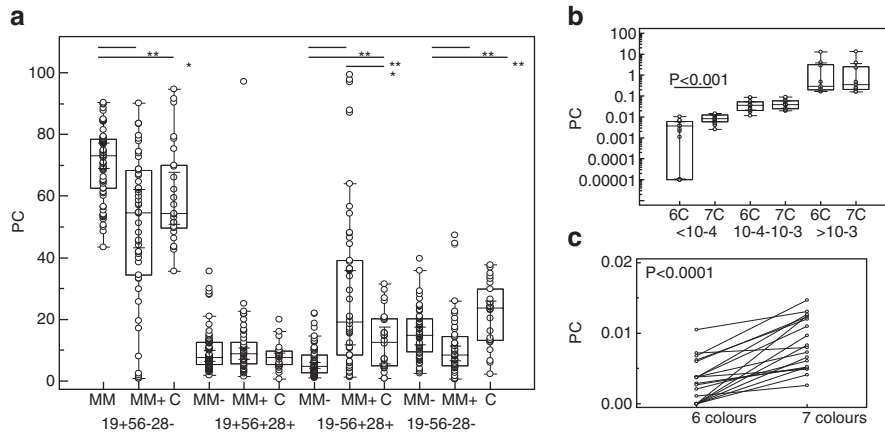 a
PC
100
80
60
40
20
0
** * ** ** * ** **
MM MM+ C MM- MM+ C MM- MM+ C MM- MM+ C
19+56-28- 19+56+28+ 19-56+28+ 19-56-28-
b
PC
100
10
1
0.1
0.01
0.001
0.0001
0.00001
P<0.001
6C 7C 6C 7C 6C 7C
<10-4 10-4-10-3 >10-3
c
P<0.0001
PC
0.02
0.01
0.00
6 colours 7 colours